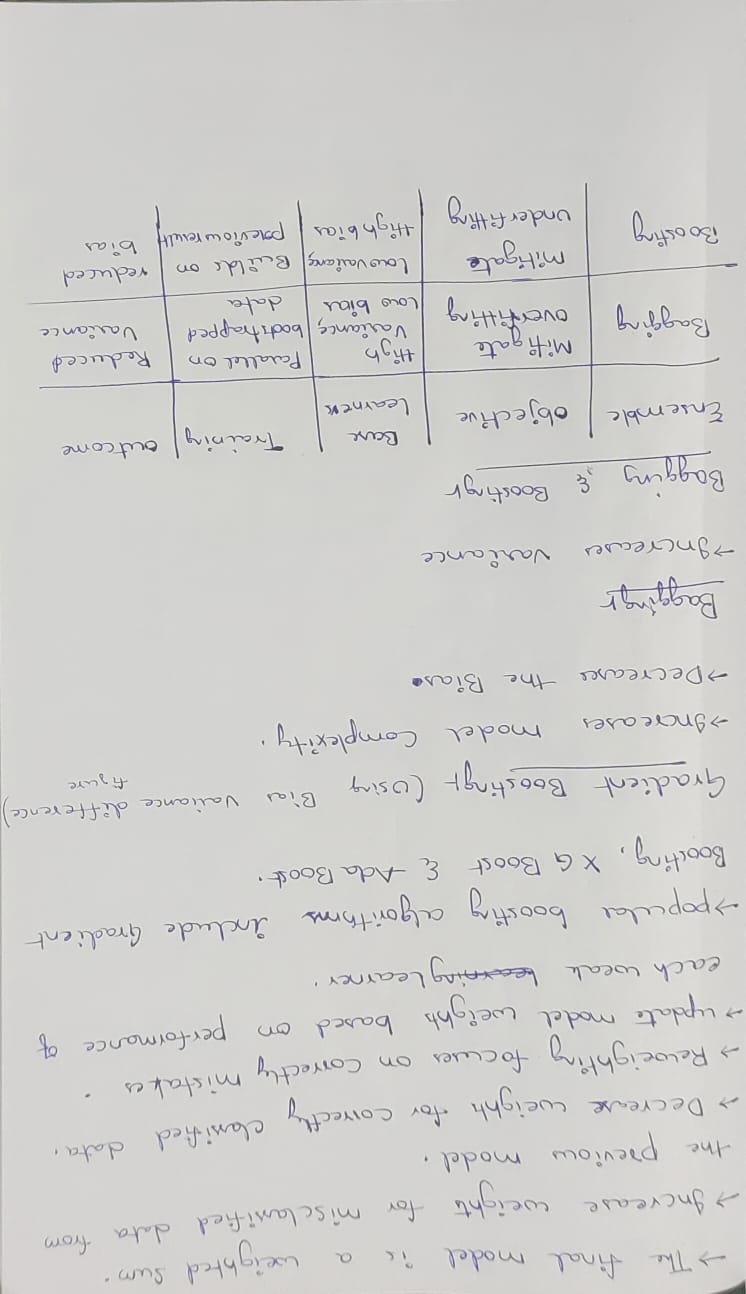 → The final model is a weighted sum.
→ Increase weights for misclassified data from
the previous model.
→ Decrease weights for correctly classified data.
→ Reweighting focuses on correctly mistakes.
→ update model weights based on performance of
each weak learning learner.
→ popular boosting algorithms include Gradient
Boosting, XG Boost & Ada Boost.
Gradient Boosting:- (Using Bias Variance difference)
figure
→ Increases model Complexity.
→ Decreases the Bias.
Bagging:-
→ Increases variance
Bagging & Boosting:-
Ensemble | objective | Base learners | Training | outcome
Bagging | Mitigate overfitting | High Variance, low bias | Parallel on bootstrapped data | Reduced Variance
Boosting | mitigate underfitting | low variance, High bias | Builds on previous result | reduced bias